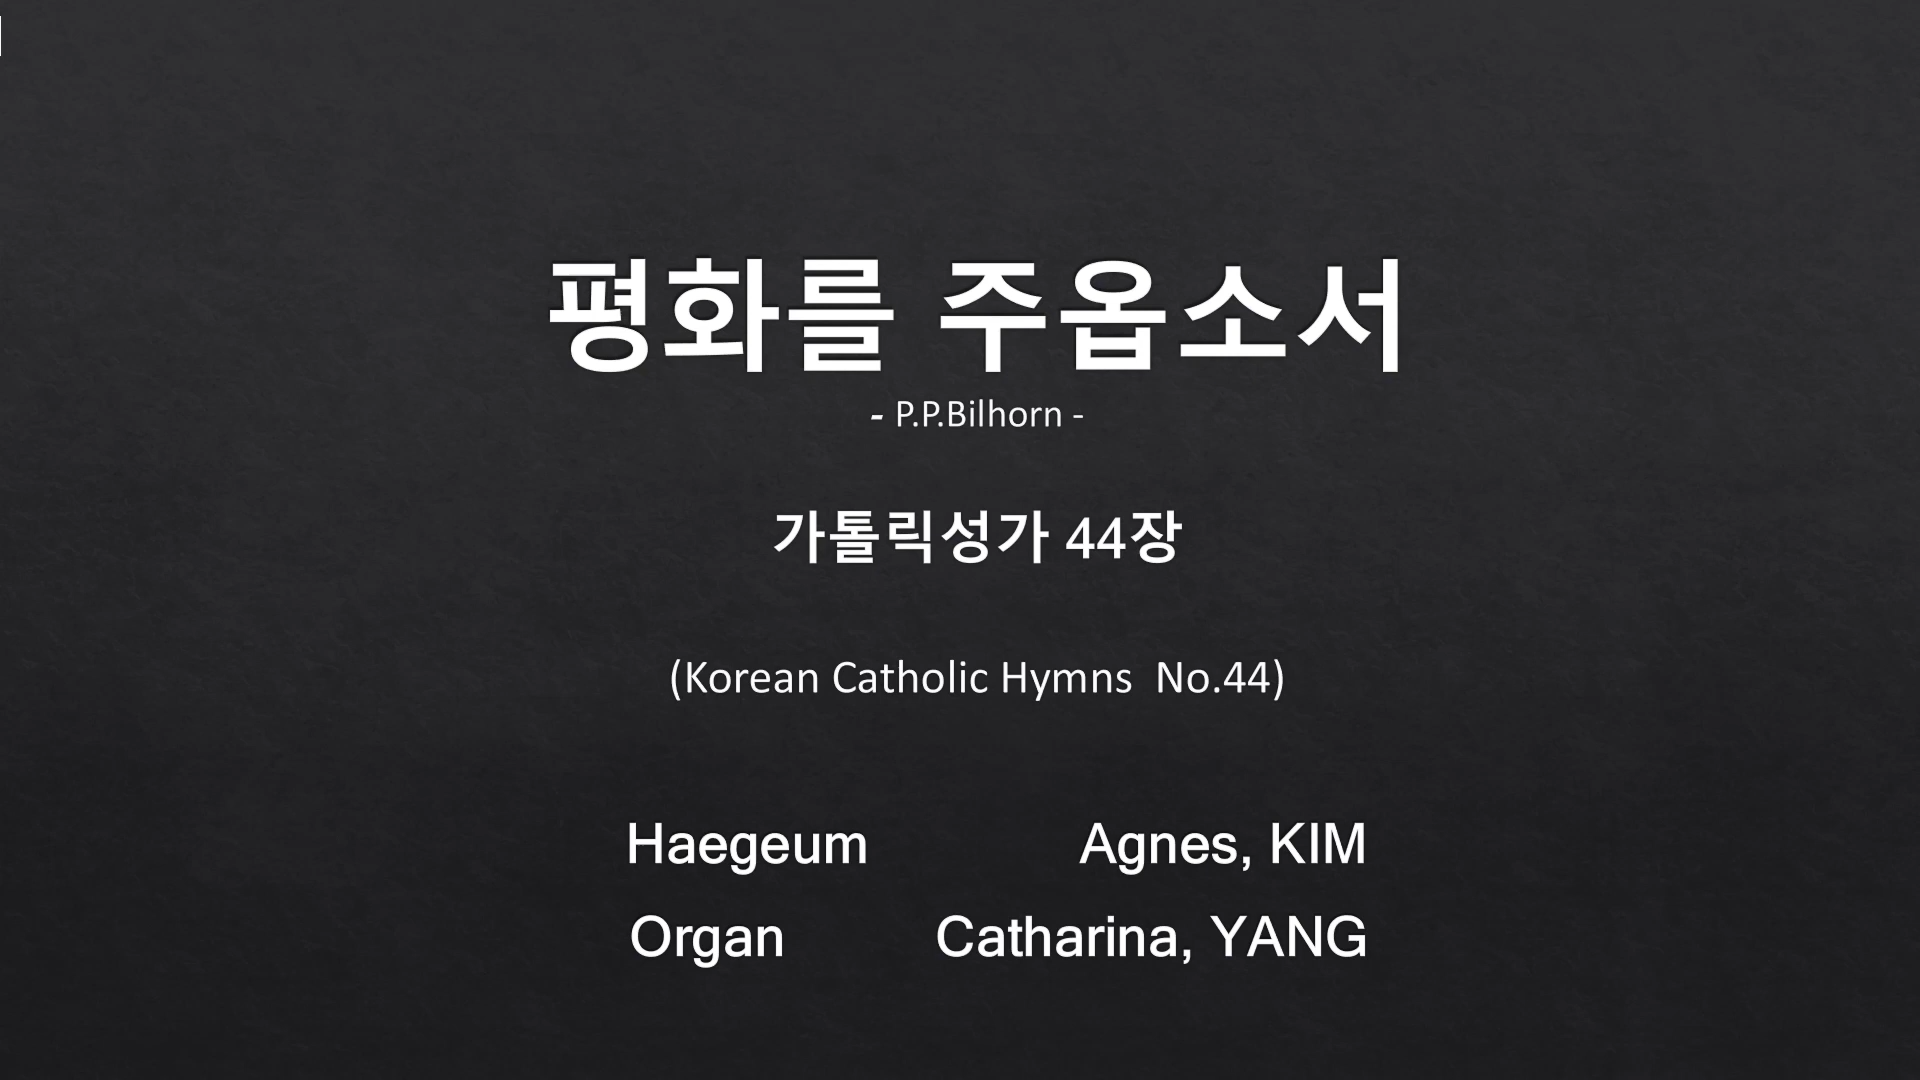 평화를 주옵소서
- P.P.Bilhorn -
가톨릭성가 44장
(Korean Catholic Hymns  No.44)
Haegeum Agnes, KIM
Organ Catharina, YANG